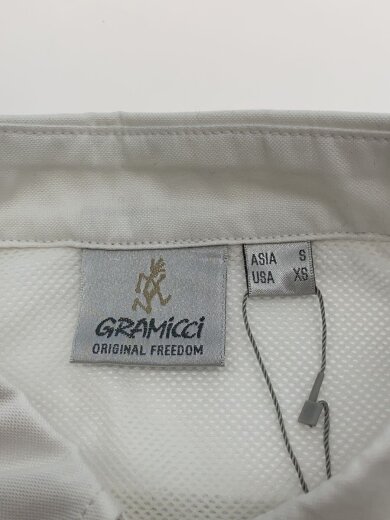 GRAMiCCi
ORIGINAL FREEDOM
ASIA S
USA XS